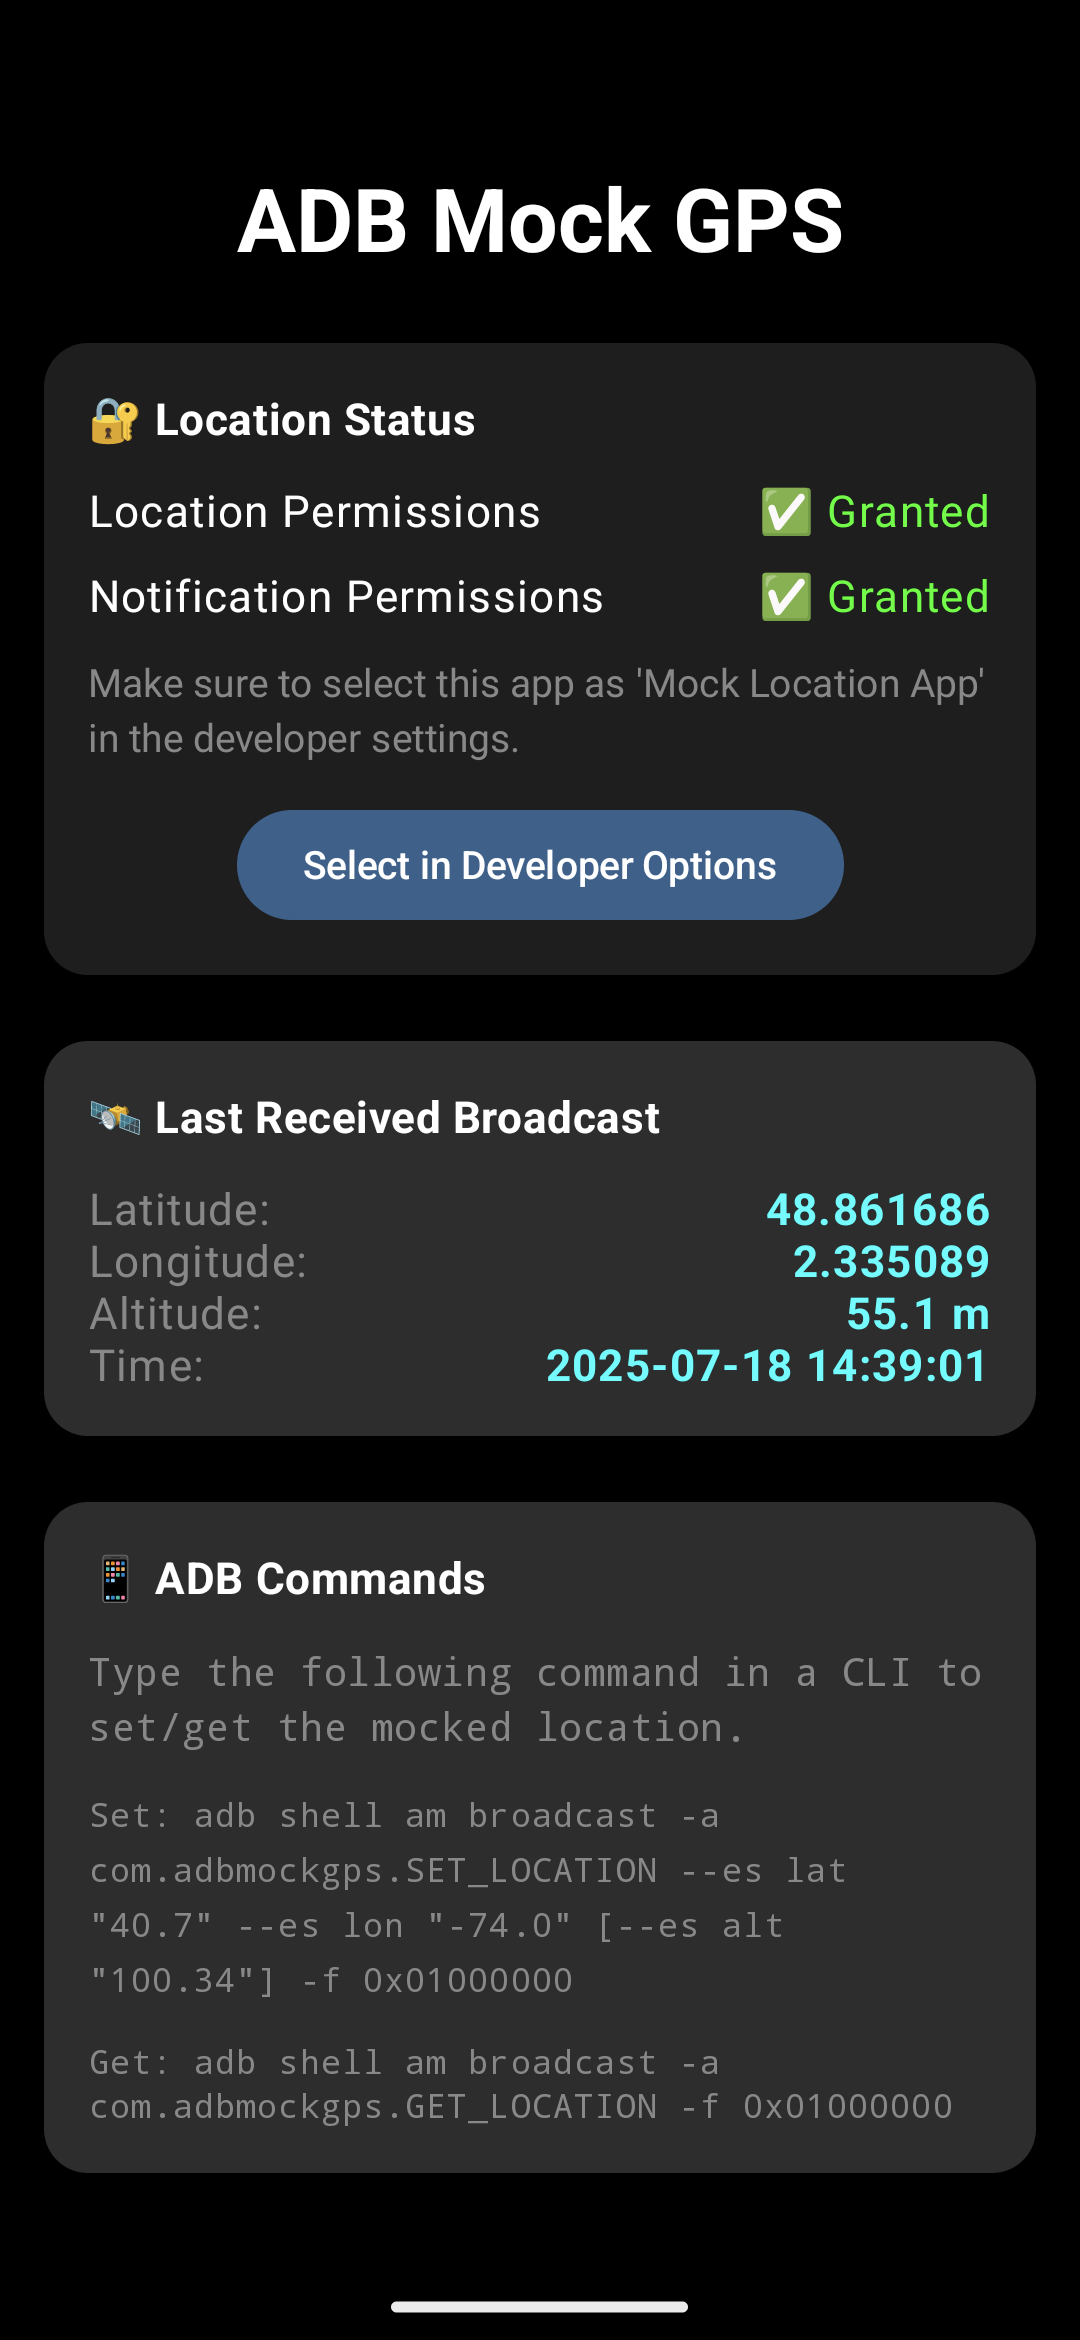 ADB Mock GPS
🔐 Location Status
Location Permissions ✅ Granted
Notification Permissions ✅ Granted
Make sure to select this app as 'Mock Location App'
in the developer settings.
Select in Developer Options
🛰️ Last Received Broadcast
Latitude: 48.861686
Longitude: 2.335089
Altitude: 55.1 m
Time: 2025-07-18 14:39:01
📱 ADB Commands
Type the following command in a CLI to
set/get the mocked location.
Set: adb shell am broadcast -a
com.adbmockgps.SET_LOCATION --es lat
"40.7" --es lon "-74.0" [--es alt
"100.34"] -f 0x01000000
Get: adb shell am broadcast -a
com.adbmockgps.GET_LOCATION -f 0x01000000